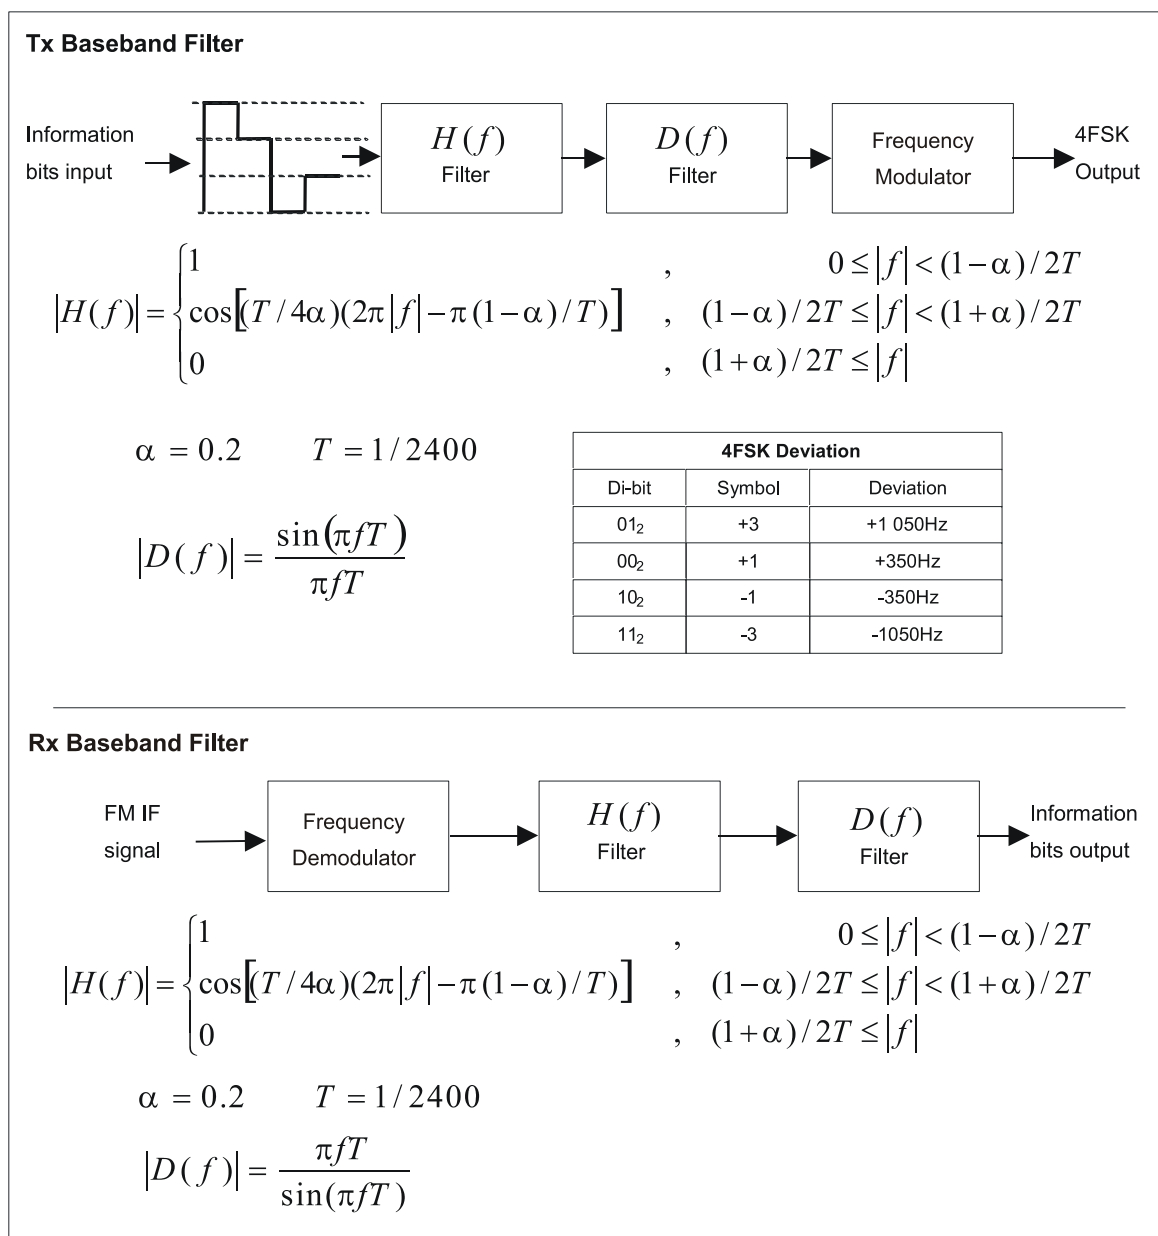 Tx Baseband Filter
Information
bits input
H(f)
Filter
D(f)
Filter
Frequency
Modulator
4FSK
Output
|H(f)| = { 1 , 0 ≤ |f| < (1−α)/2T
cos[(T/4α)(2π|f|−π(1−α)/T)] , (1−α)/2T ≤ |f| < (1+α)/2T
0 , (1+α)/2T ≤ |f|
α = 0.2 T = 1/2400
|D(f)| = sin(πfT) / πfT
4FSK Deviation
Di-bit Symbol Deviation
01₂ +3 +1 050Hz
00₂ +1 +350Hz
10₂ -1 -350Hz
11₂ -3 -1050Hz
Rx Baseband Filter
FM IF
signal
Frequency
Demodulator
H(f)
Filter
D(f)
Filter
Information
bits output
|H(f)| = { 1 , 0 ≤ |f| < (1−α)/2T
cos[(T/4α)(2π|f|−π(1−α)/T)] , (1−α)/2T ≤ |f| < (1+α)/2T
0 , (1+α)/2T ≤ |f|
α = 0.2 T = 1/2400
|D(f)| = πfT / sin(πfT)